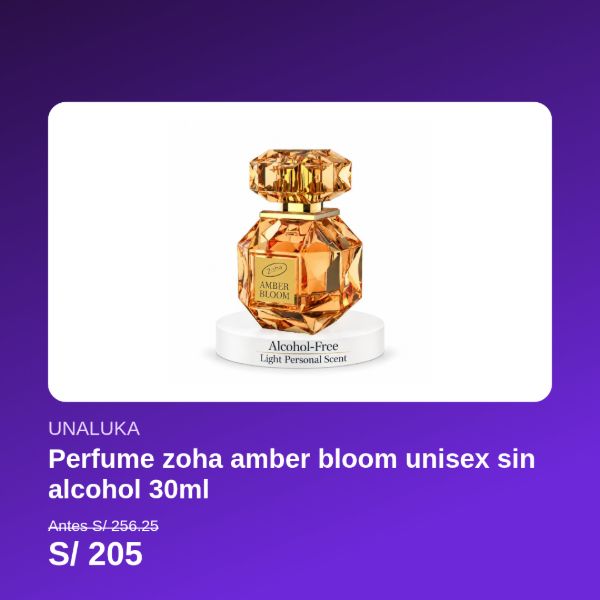 Zoha
AMBER
BLOOM
Alcohol-Free
Light Personal Scent
UNALUKA
Perfume zoha amber bloom unisex sin
alcohol 30ml
Antes S/ 256.25
S/ 205